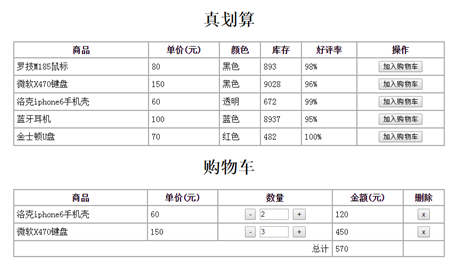 真划算
商品 单价(元) 颜色 库存 好评率 操作
罗技M185鼠标 80 黑色 893 98% 加入购物车
微软X470键盘 150 黑色 9028 96% 加入购物车
洛克iphone6手机壳 60 透明 672 99% 加入购物车
蓝牙耳机 100 蓝色 8937 95% 加入购物车
金士顿U盘 70 红色 482 100% 加入购物车
购物车
商品 单价(元) 数量 金额(元) 删除
洛克iphone6手机壳 60 - 2 + 120 x
微软X470键盘 150 - 3 + 450 x
总计 570